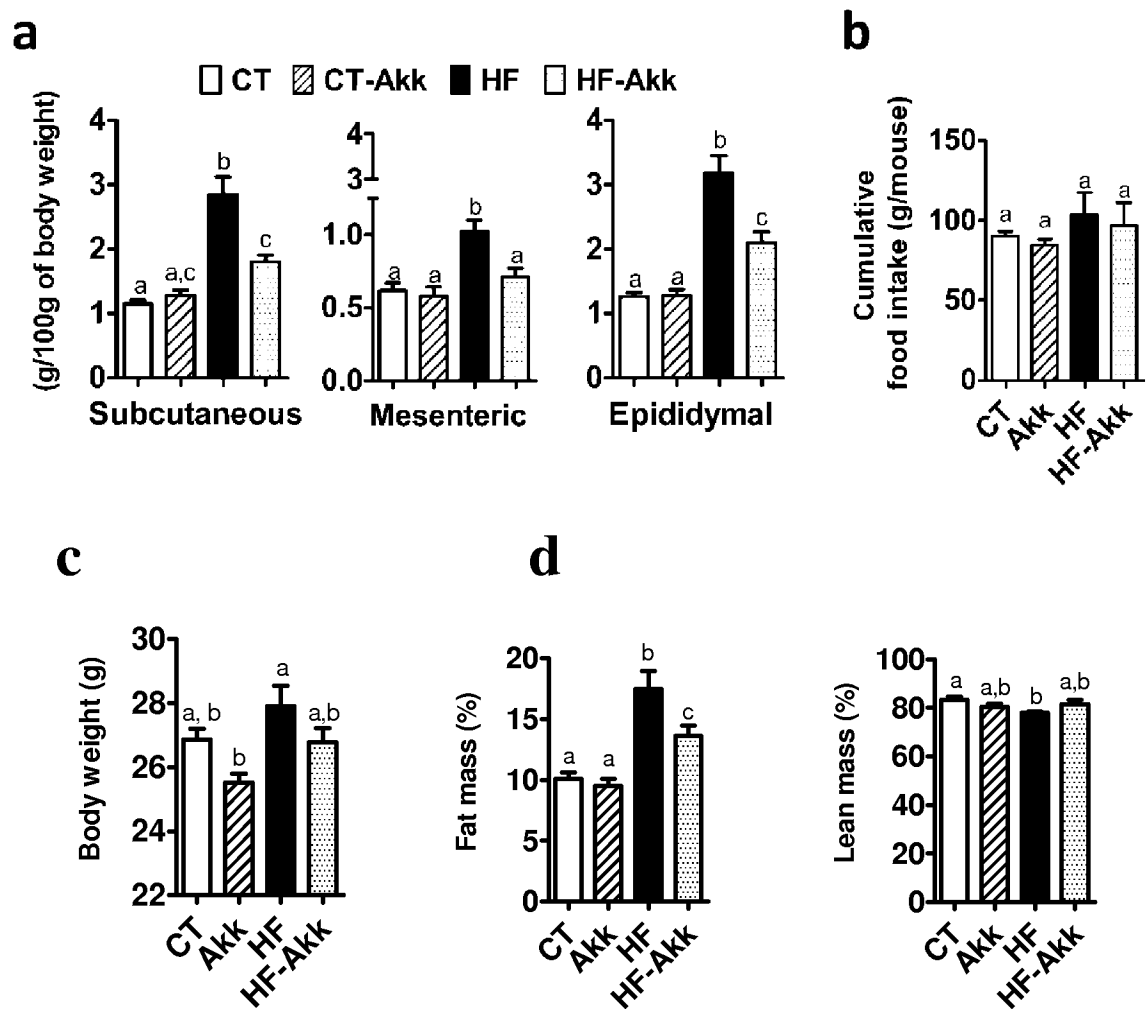 a
b
CT CT-Akk HF HF-Akk
(g/100g of body weight)
4
3
2
1
0
a
a,c
b
c
Subcutaneous
4
3
1.0
0.5
0.0
a
a
b
a
Mesenteric
4
3
2
1
0
a
a
b
c
Epididymal
Cumulative
food intake (g/mouse)
150
100
50
0
a
a
a
a
CT
Akk
HF
HF-Akk
c
d
Body weight (g)
30
28
26
24
22
a, b
b
a
a,b
CT
Akk
HF
HF-Akk
Fat mass (%)
20
15
10
5
0
a
a
b
c
CT
Akk
HF
HF-Akk
Lean mass (%)
100
80
60
40
20
0
a
a,b
b
a,b
CT
Akk
HF
HF-Akk